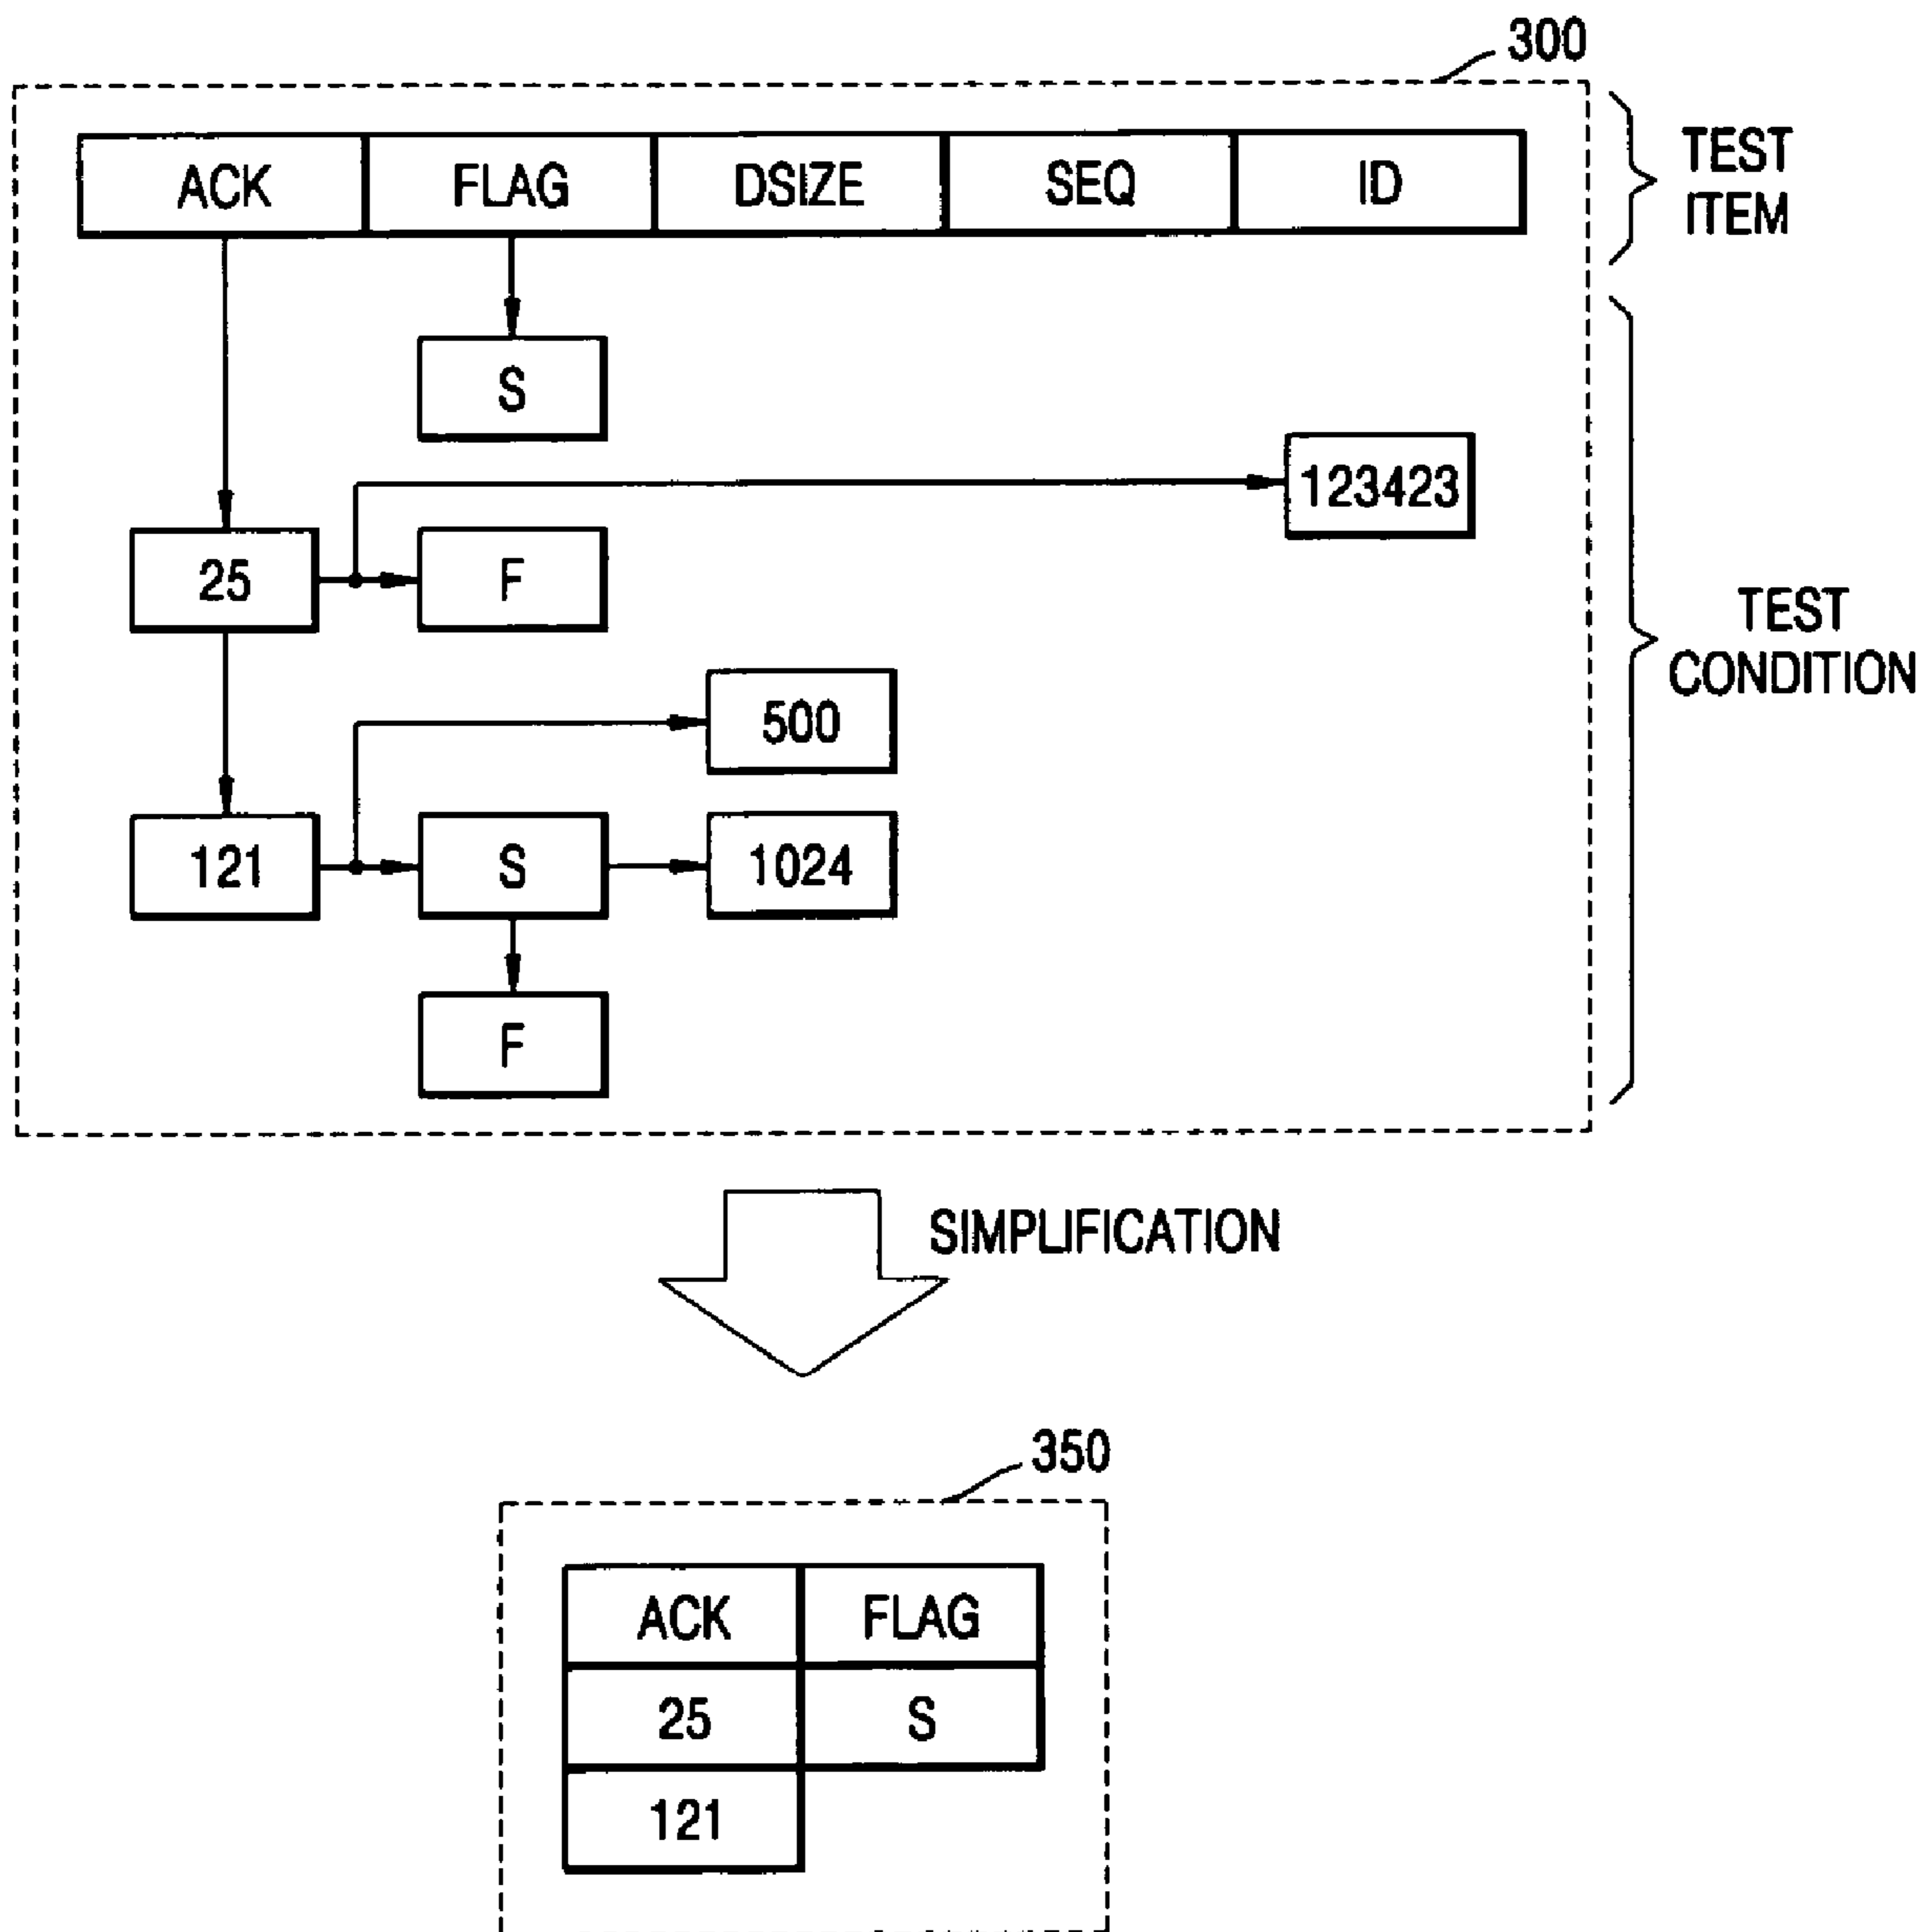 300
ACK FLAG DSIZE SEQ ID
TEST
ITEM
S
123423
25 F
TEST
CONDITION
500
121 S 1024
F
SIMPLIFICATION
350
ACK FLAG
25 S
121